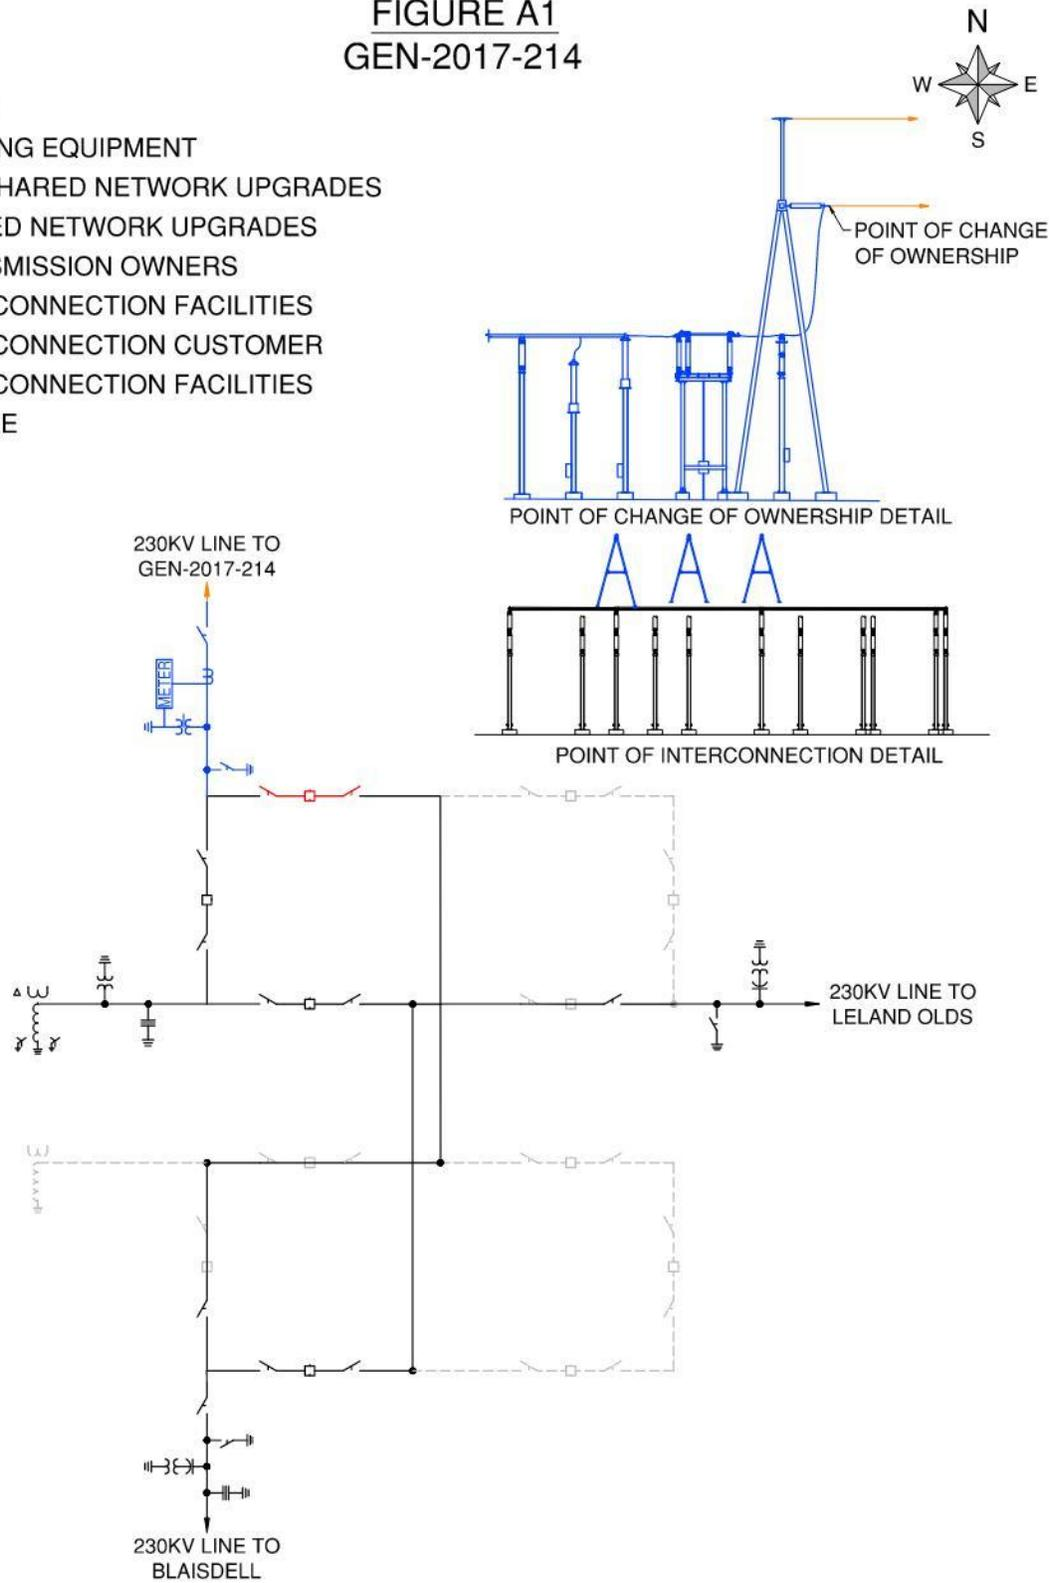 FIGURE A1
GEN-2017-214
N
W
E
S
NG EQUIPMENT
HARED NETWORK UPGRADES
ED NETWORK UPGRADES
SMISSION OWNERS
CONNECTION FACILITIES
CONNECTION CUSTOMER
CONNECTION FACILITIES
E
POINT OF CHANGE
OF OWNERSHIP
POINT OF CHANGE OF OWNERSHIP DETAIL
230KV LINE TO
GEN-2017-214
METER
POINT OF INTERCONNECTION DETAIL
230KV LINE TO
LELAND OLDS
230KV LINE TO
BLAISDELL